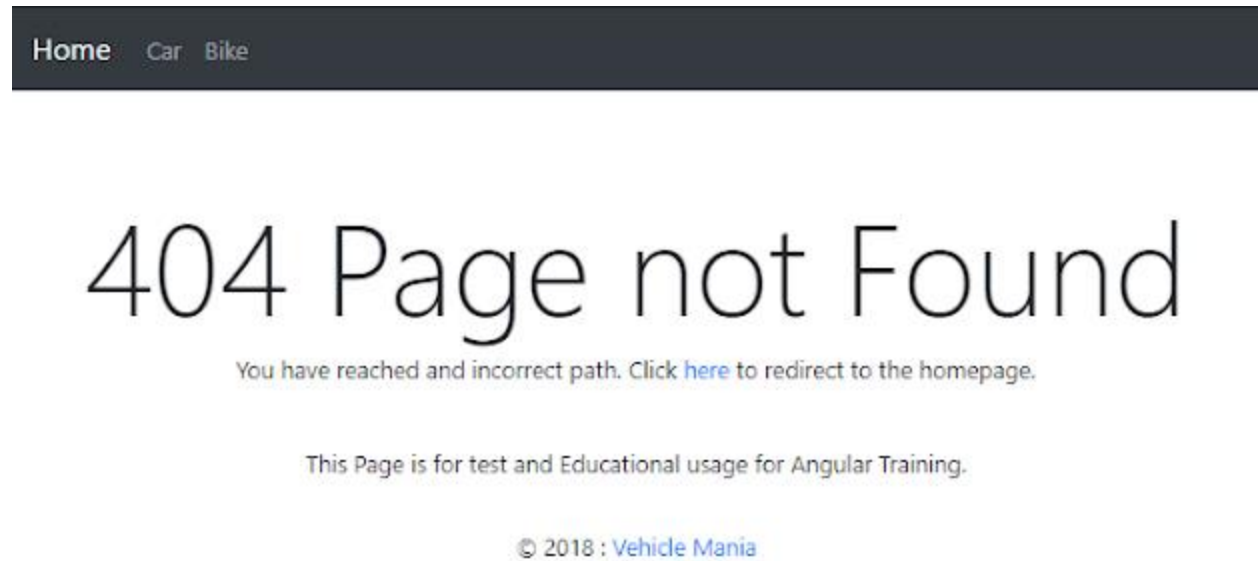 Home Car Bike
404 Page not Found
You have reached and incorrect path. Click here to redirect to the homepage.
This Page is for test and Educational usage for Angular Training.
© 2018 : Vehicle Mania